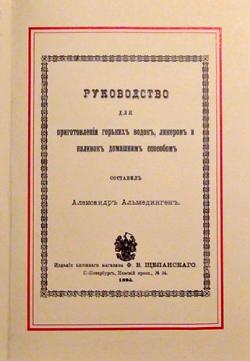 РУКОВОДСТВО
ДЛЯ
приготовленія горькихъ водокъ, ликеровъ и
наливокъ домашнимъ способомъ
СОСТАВИЛЪ
Александръ Альмедингенъ.
Изданіе книжнаго магазина Ф. В. ЩЕПАНСКАГО.
С.-Петербургъ, Невскій просп., № 34.
1895.